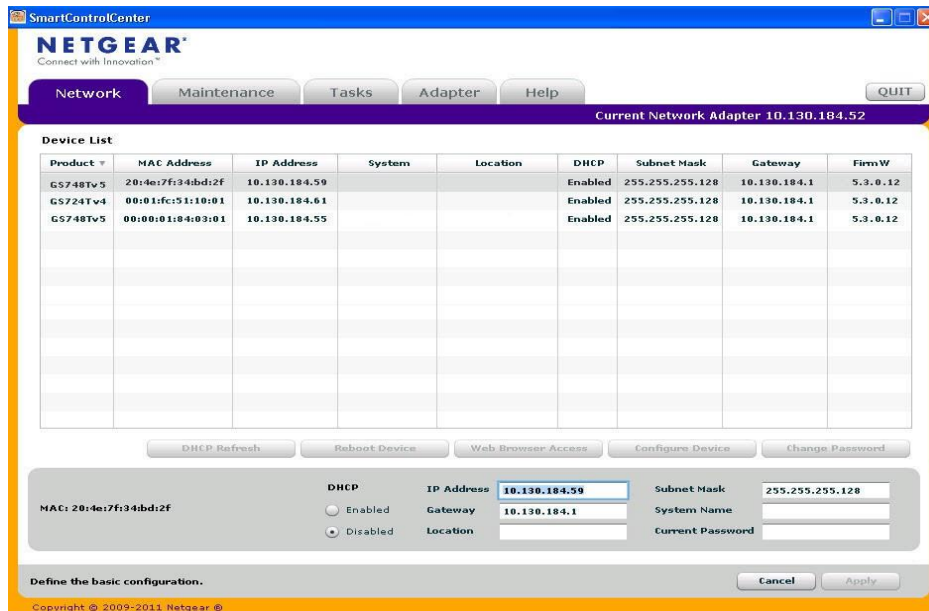 SmartControlCenter
NETGEAR®
Connect with Innovation™
Network Maintenance Tasks Adapter Help QUIT
Current Network Adapter 10.130.184.52
Device List
Product MAC Address IP Address System Location DHCP Subnet Mask Gateway FirmW
GS748Tv5 20:4e:7f:34:bd:2f 10.130.184.59 Enabled 255.255.255.128 10.130.184.1 5.3.0.12
GS724Tv4 00:01:fc:51:10:01 10.130.184.61 Enabled 255.255.255.128 10.130.184.1 5.3.0.12
GS748Tv5 00:00:01:84:03:01 10.130.184.55 Enabled 255.255.255.128 10.130.184.1 5.3.0.12
DHCP Refresh Reboot Device Web Browser Access Configure Device Change Password
DHCP IP Address 10.130.184.59 Subnet Mask 255.255.255.128
MAC: 20:4e:7f:34:bd:2f Enabled Gateway 10.130.184.1 System Name
Disabled Location Current Password
Define the basic configuration. Cancel Apply
Copyright © 2009-2011 Netgear ®